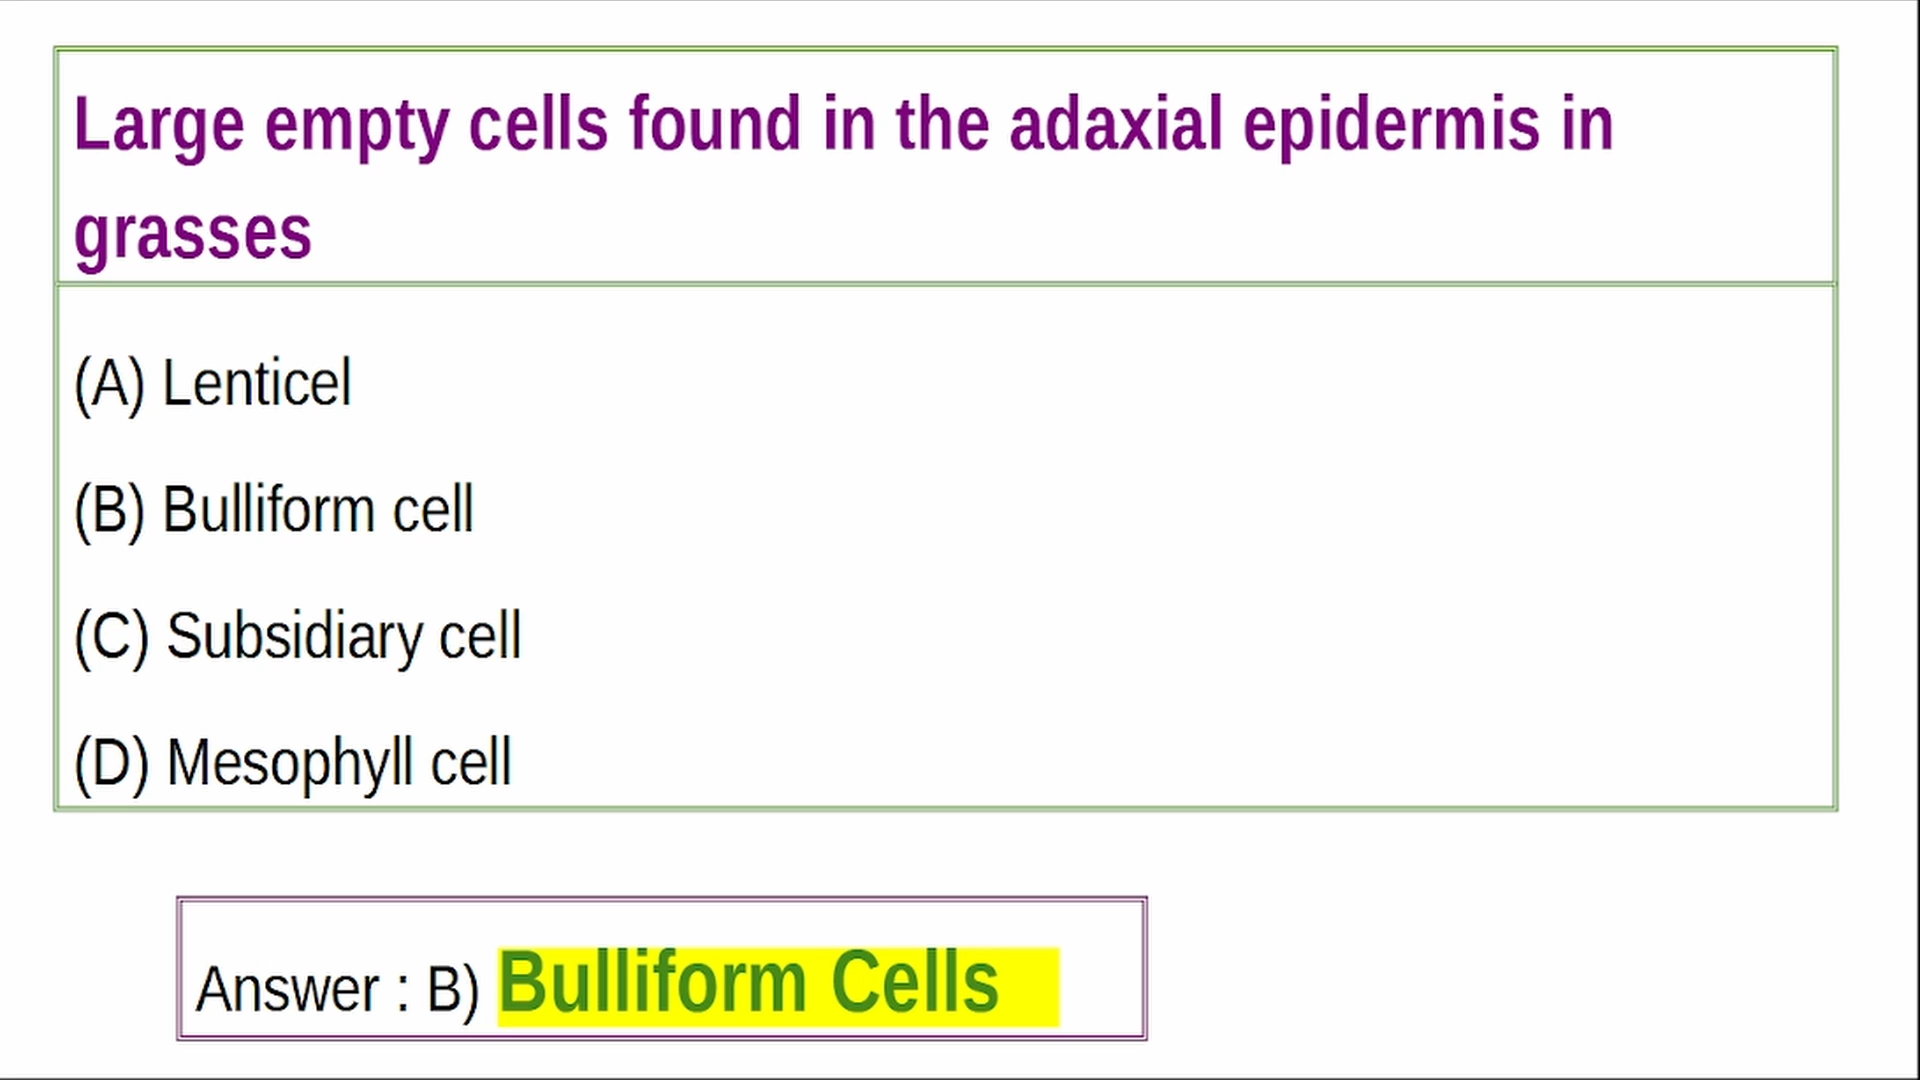 Large empty cells found in the adaxial epidermis in
grasses
(A) Lenticel
(B) Bulliform cell
(C) Subsidiary cell
(D) Mesophyll cell
Answer : B) Bulliform Cells